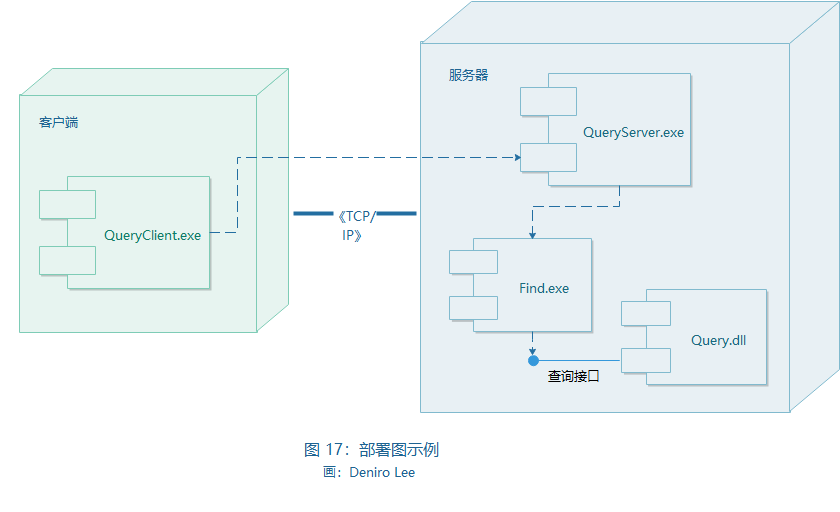 服务器
客户端
QueryServer.exe
QueryClient.exe
《TCP/
IP》
Find.exe
Query.dll
查询接口
图 17：部署图示例
画：Deniro Lee